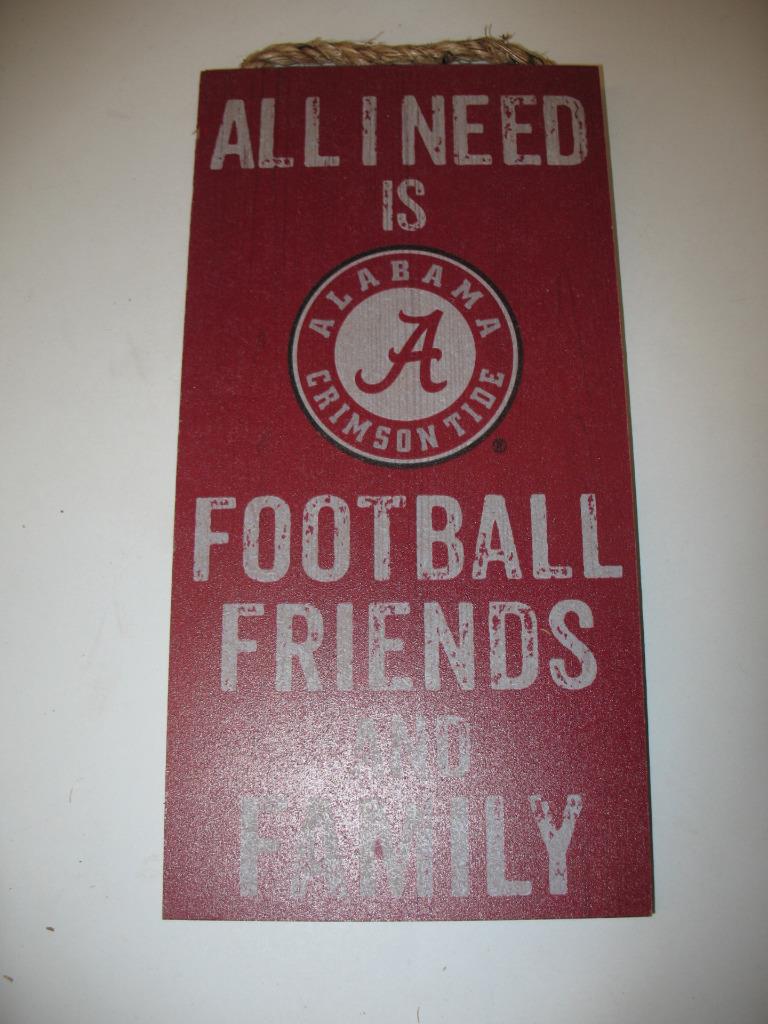 ALL I NEED
IS
ALABAMA
A
CRIMSON TIDE
®
FOOTBALL
FRIENDS
AND
FAMILY